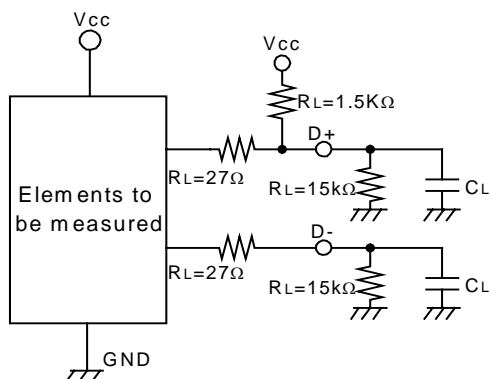 Vcc
Vcc
RL=1.5KΩ
D+
RL=27Ω
RL=15kΩ
CL
Elements to
be measured
D-
RL=27Ω
RL=15kΩ
CL
GND